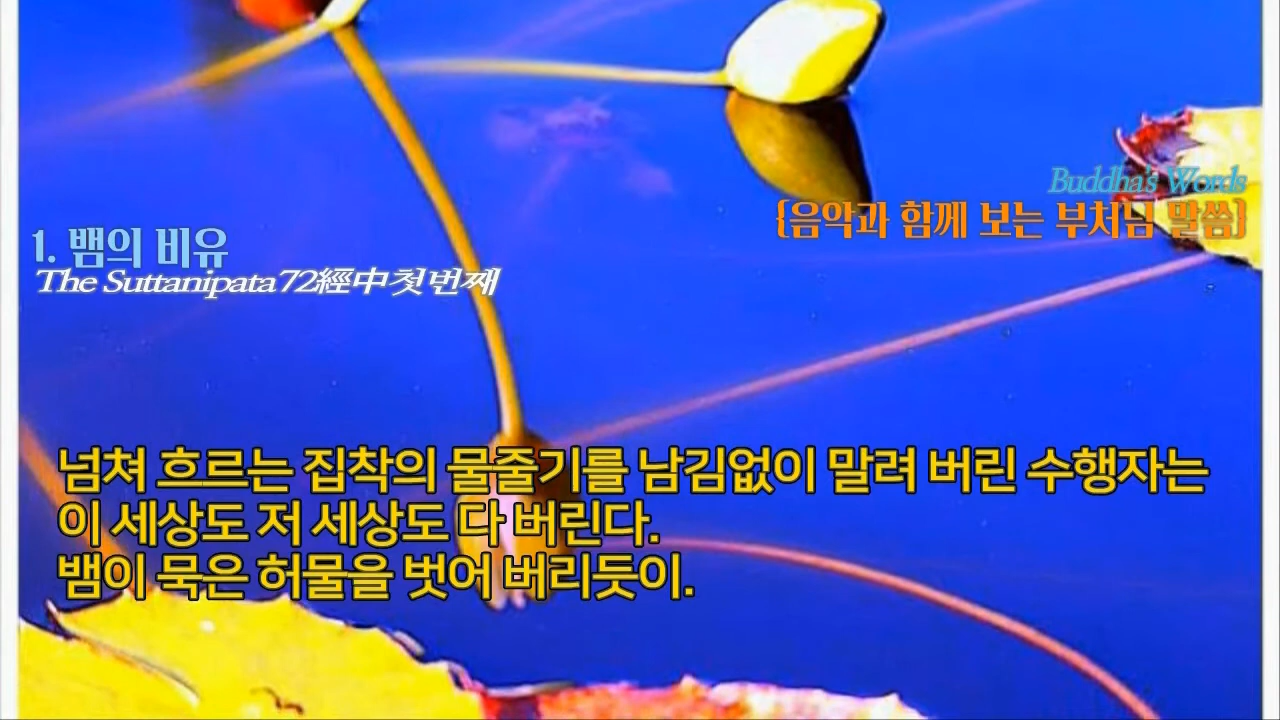 Buddha's Words
{음악과 함께 보는 부처님 말씀}
1. 뱀의 비유
The Suttanipata 72經中 첫 번째
넘쳐 흐르는 집착의 물줄기를 남김없이 말려 버린 수행자는
이 세상도 저 세상도 다 버린다.
뱀이 묵은 허물을 벗어 버리듯이.